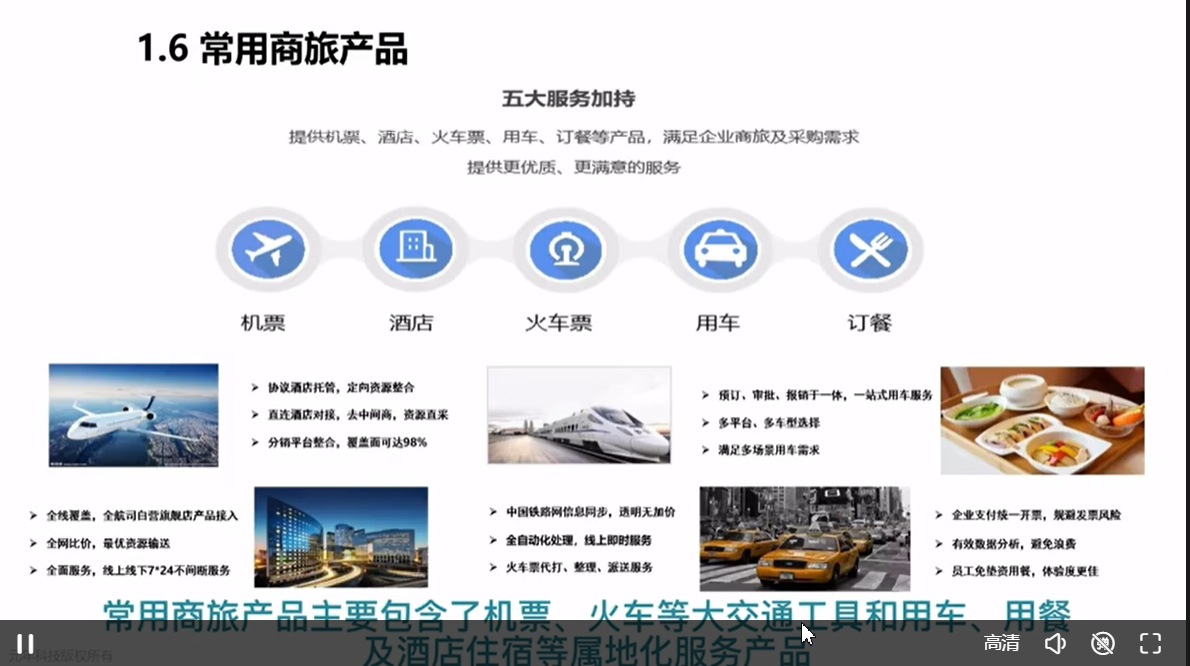 1.6 常用商旅产品
五大服务加持
提供机票、酒店、火车票、用车、订餐等产品，满足企业商旅及采购需求
提供更优质、更满意的服务
机票
酒店
火车票
用车
订餐
全线覆盖，全航司自营旗舰店产品接入
全网比价，最优资源输送
全面服务，线上线下7*24不间断服务
协议酒店托管，定向资源整合
直连酒店对接，去中间商，资源直采
分销平台整合，覆盖面可达98%
中国铁路网信息同步，透明无加价
全自动化处理，线上即时服务
火车票代打、整理、派送服务
预订、审批、报销于一体，一站式用车服务
多平台、多车型选择
满足多场景用车需求
企业支付统一开票，规避发票风险
有效数据分析，避免浪费
员工免垫资用餐，体验度更佳
常用商旅产品主要包含了机票、火车等大交通工具和用车、用餐
及酒店住宿等属地化服务产品
科技版权所有
高清